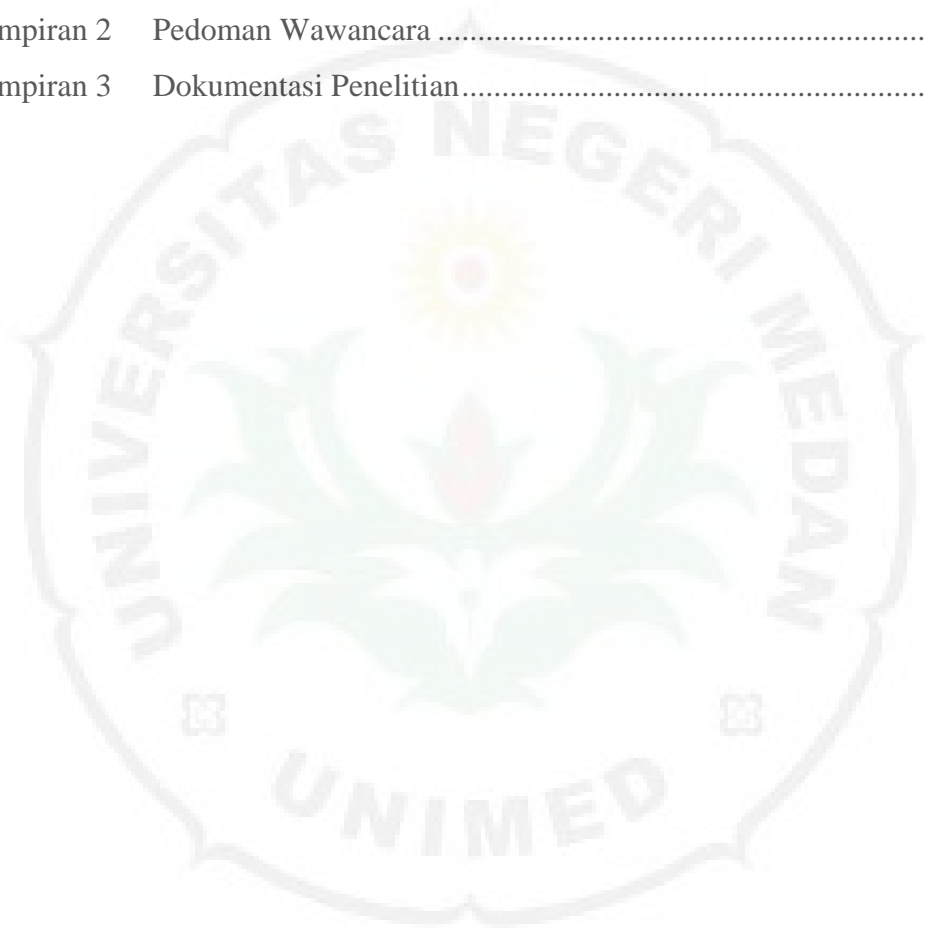 mpiran 2 Pedoman Wawancara ........................................................
mpiran 3 Dokumentasi Penelitian.....................................................
UNIVERSITAS NEGERI MEDAN
UNIMED